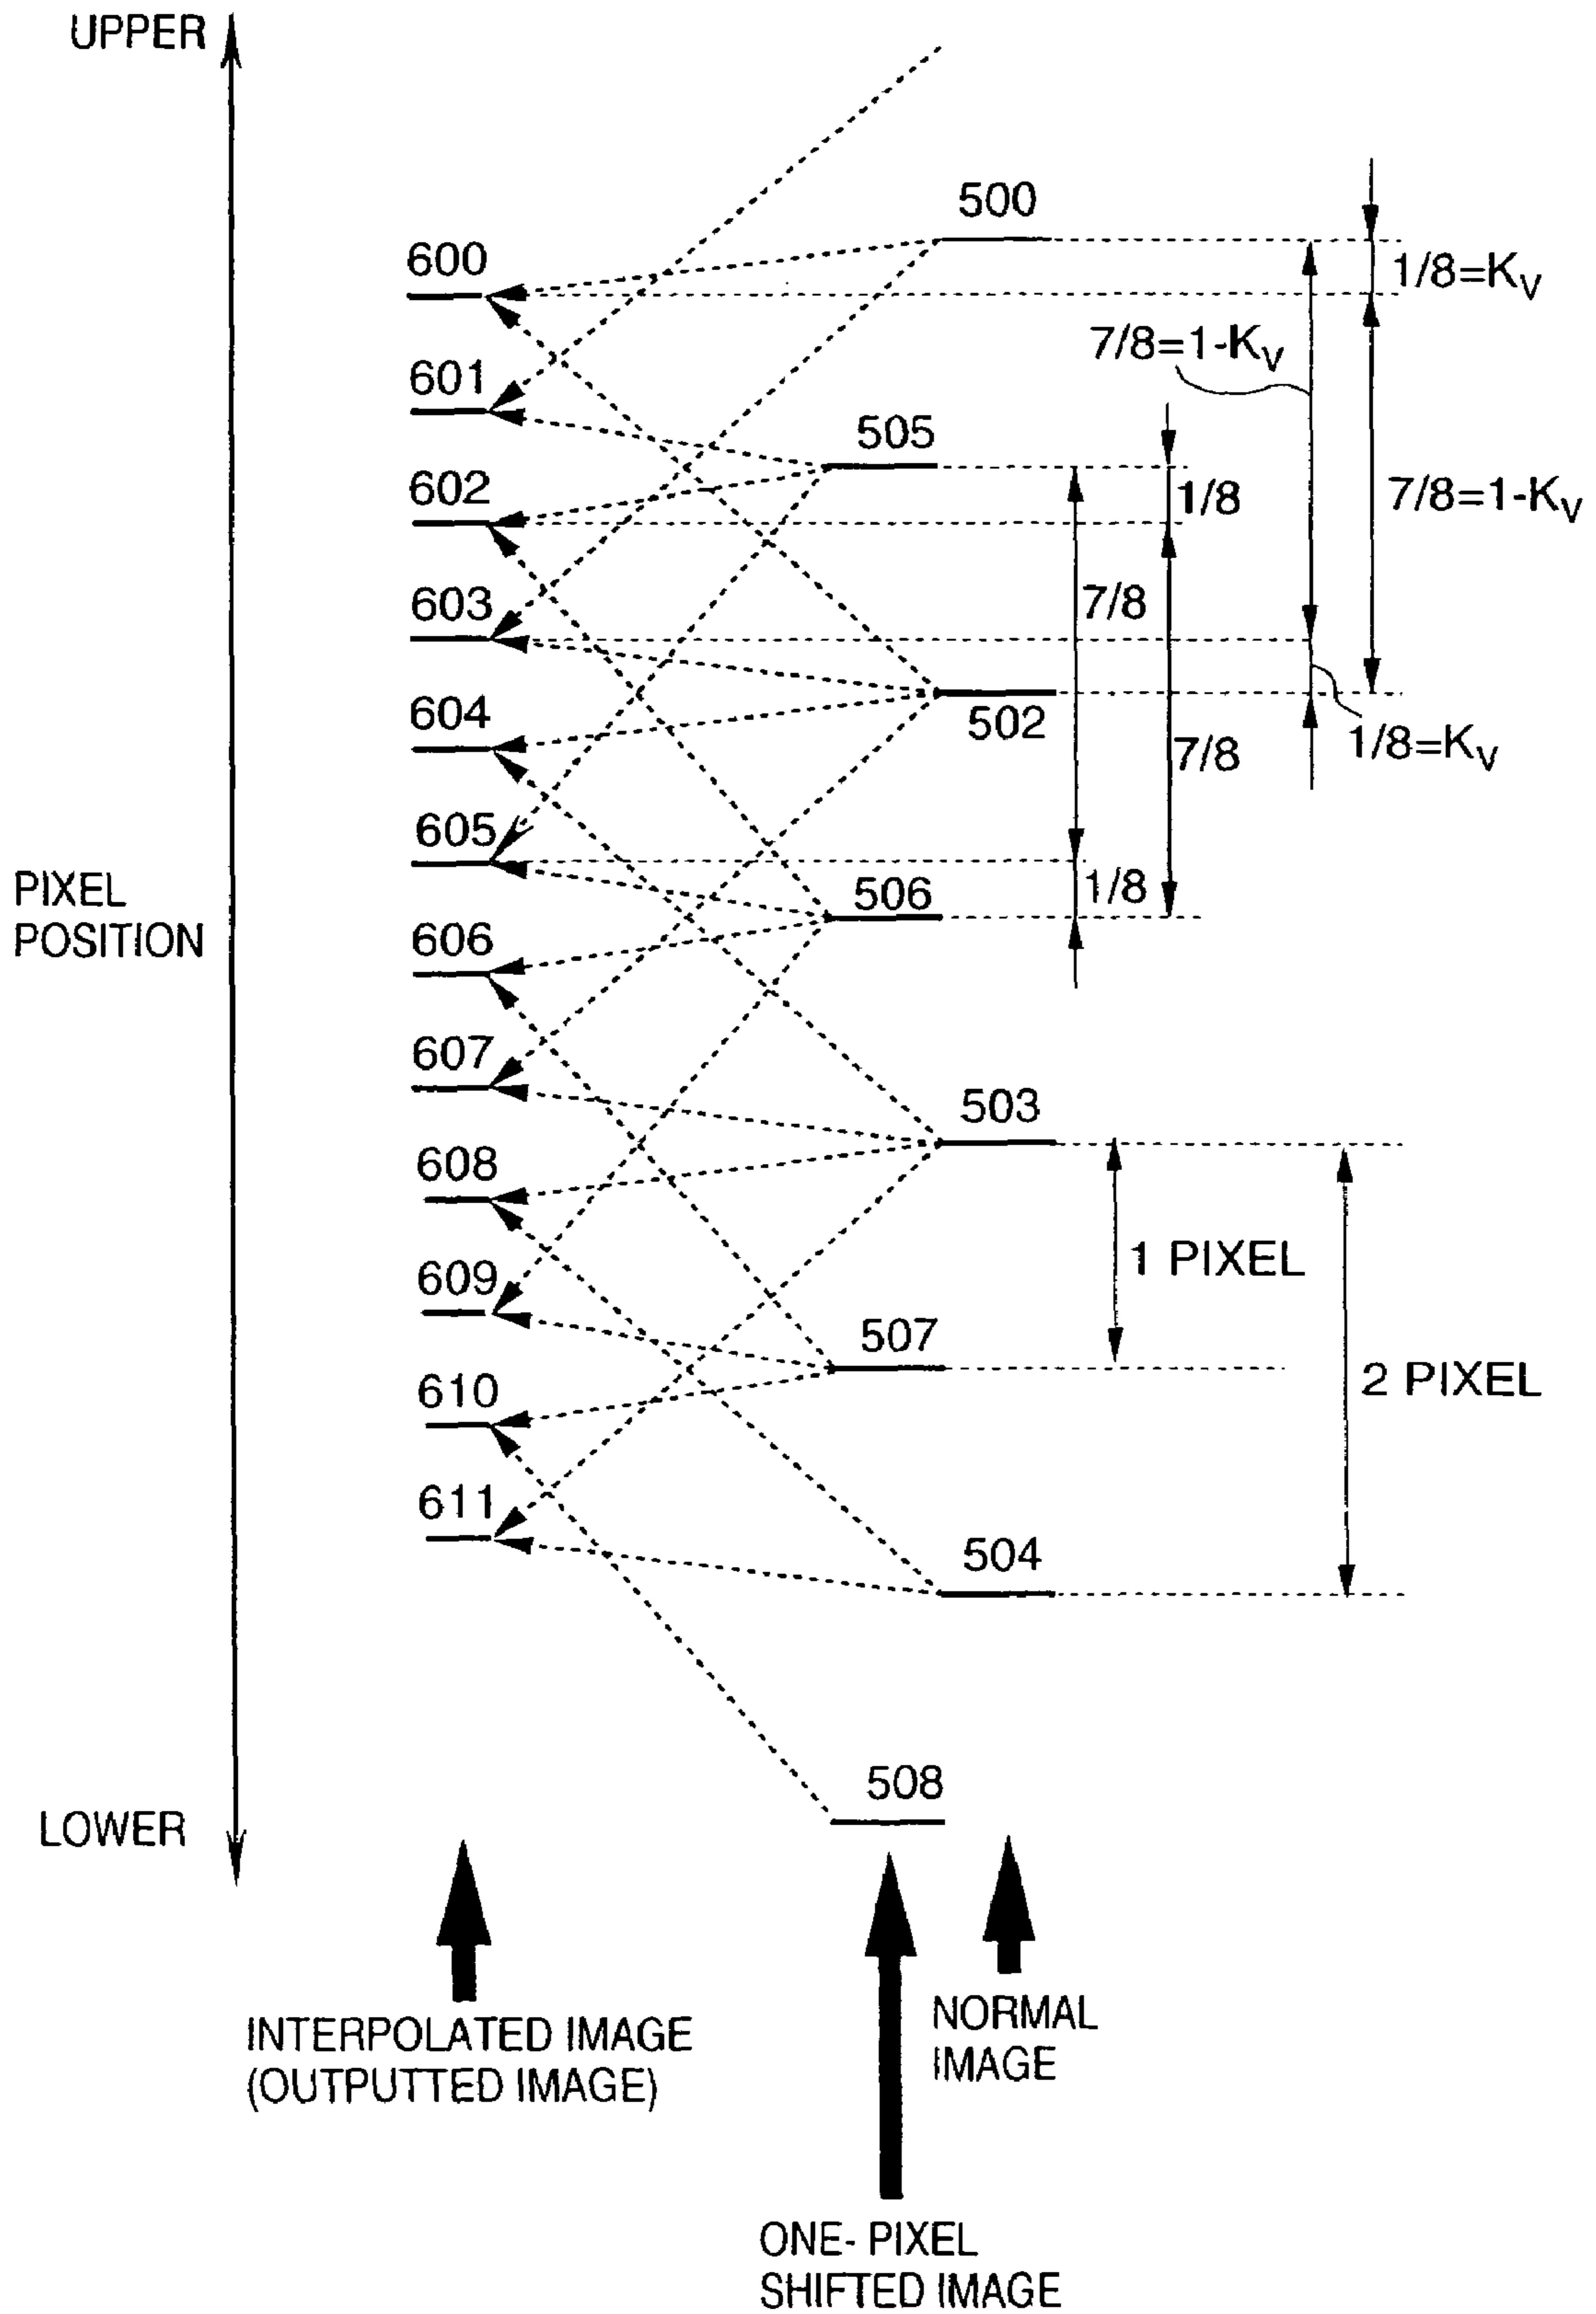 UPPER
500
600
1/8=KV
7/8=1-KV
601
505
602
1/8
7/8=1-KV
603
7/8
604
502
7/8
1/8=KV
605
PIXEL
POSITION
506
1/8
606
607
503
608
1 PIXEL
609
507
2 PIXEL
610
611
504
508
LOWER
INTERPOLATED IMAGE
(OUTPUTTED IMAGE)
NORMAL
IMAGE
ONE- PIXEL
SHIFTED IMAGE